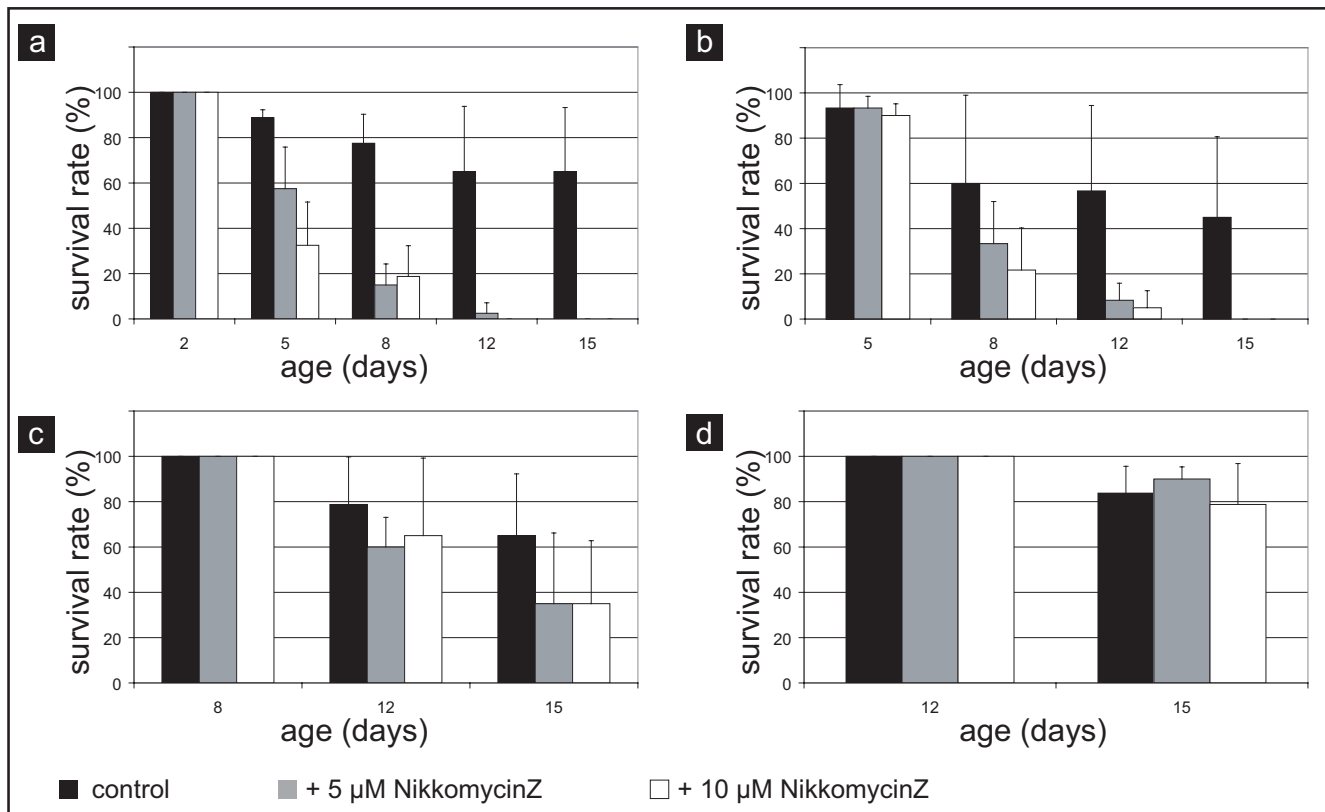 a
survival rate (%)
100
80
60
40
20
0
2 5 8 12 15
age (days)
b
survival rate (%)
100
80
60
40
20
0
5 8 12 15
age (days)
c
survival rate (%)
100
80
60
40
20
0
8 12 15
age (days)
d
survival rate (%)
100
80
60
40
20
0
12 15
age (days)
control + 5 µM NikkomycinZ + 10 µM NikkomycinZ